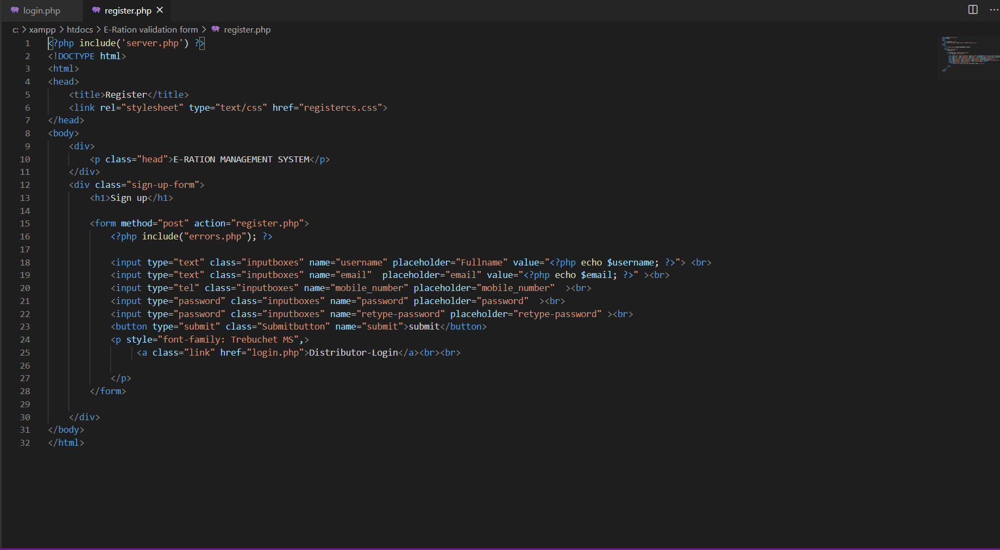 login.php register.php
c: > xampp > htdocs > E-Ration validation form > register.php
1 <?php include('server.php') ?>
2 <!DOCTYPE html>
3 <html>
4 <head>
5 <title>Register</title>
6 <link rel="stylesheet" type="text/css" href="registercs.css">
7 </head>
8 <body>
9 <div>
10 <p class="head">E-RATION MANAGEMENT SYSTEM</p>
11 </div>
12 <div class="sign-up-form">
13 <h1>Sign up</h1>
14
15 <form method="post" action="register.php">
16 <?php include("errors.php"); ?>
17
18 <input type="text" class="inputboxes" name="username" placeholder="Fullname" value="<?php echo $username; ?>"> <br>
19 <input type="text" class="inputboxes" name="email"  placeholder="email" value="<?php echo $email; ?>" ><br>
20 <input type="tel" class="inputboxes" name="mobile_number" placeholder="mobile_number"  ><br>
21 <input type="password" class="inputboxes" name="password" placeholder="password"  ><br>
22 <input type="password" class="inputboxes" name="retype-password" placeholder="retype-password" ><br>
23 <button type="submit" class="Submitbutton" name="submit">submit</button>
24 <p style="font-family: Trebuchet MS",>
25 <a class="link" href="login.php">Distributor-Login</a><br><br>
26
27 </p>
28 </form>
29
30 </div>
31 </body>
32 </html>